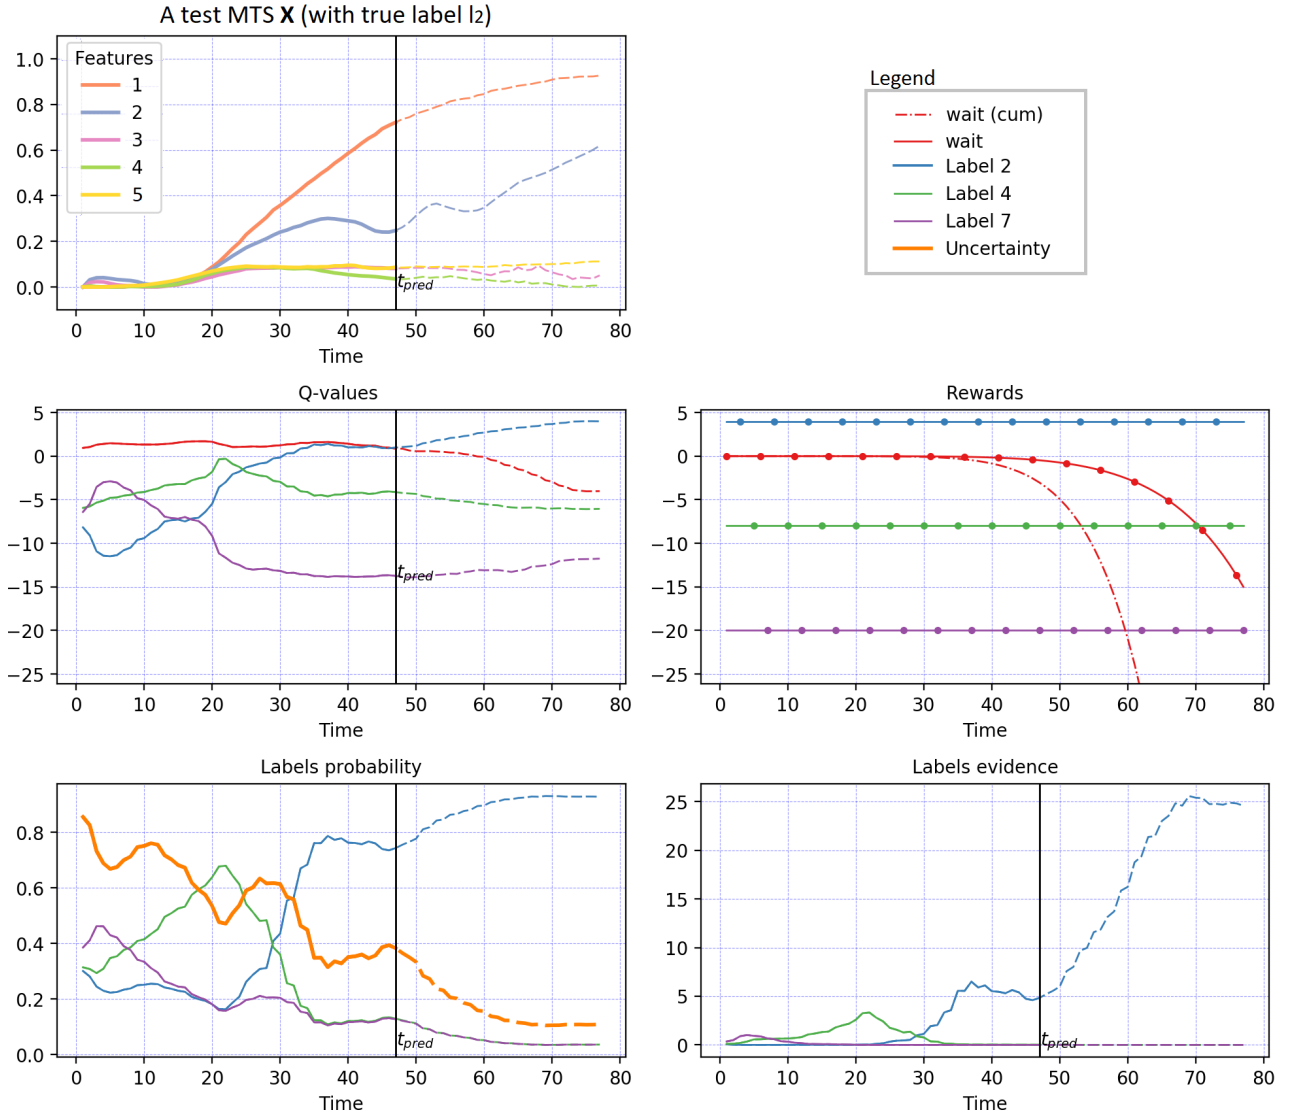 A test MTS X (with true label l2)
1.0
0.8
0.6
0.4
0.2
0.0
Features
1
2
3
4
5
t_pred
0 10 20 30 40 50 60 70 80
Time
Legend
wait (cum)
wait
Label 2
Label 4
Label 7
Uncertainty
Q-values
5
0
−5
−10
−15
−20
−25
t_pred
0 10 20 30 40 50 60 70 80
Time
Rewards
5
0
−5
−10
−15
−20
−25
0 10 20 30 40 50 60 70 80
Time
Labels probability
0.8
0.6
0.4
0.2
0.0
t_pred
0 10 20 30 40 50 60 70 80
Time
Labels evidence
25
20
15
10
5
0
t_pred
0 10 20 30 40 50 60 70 80
Time